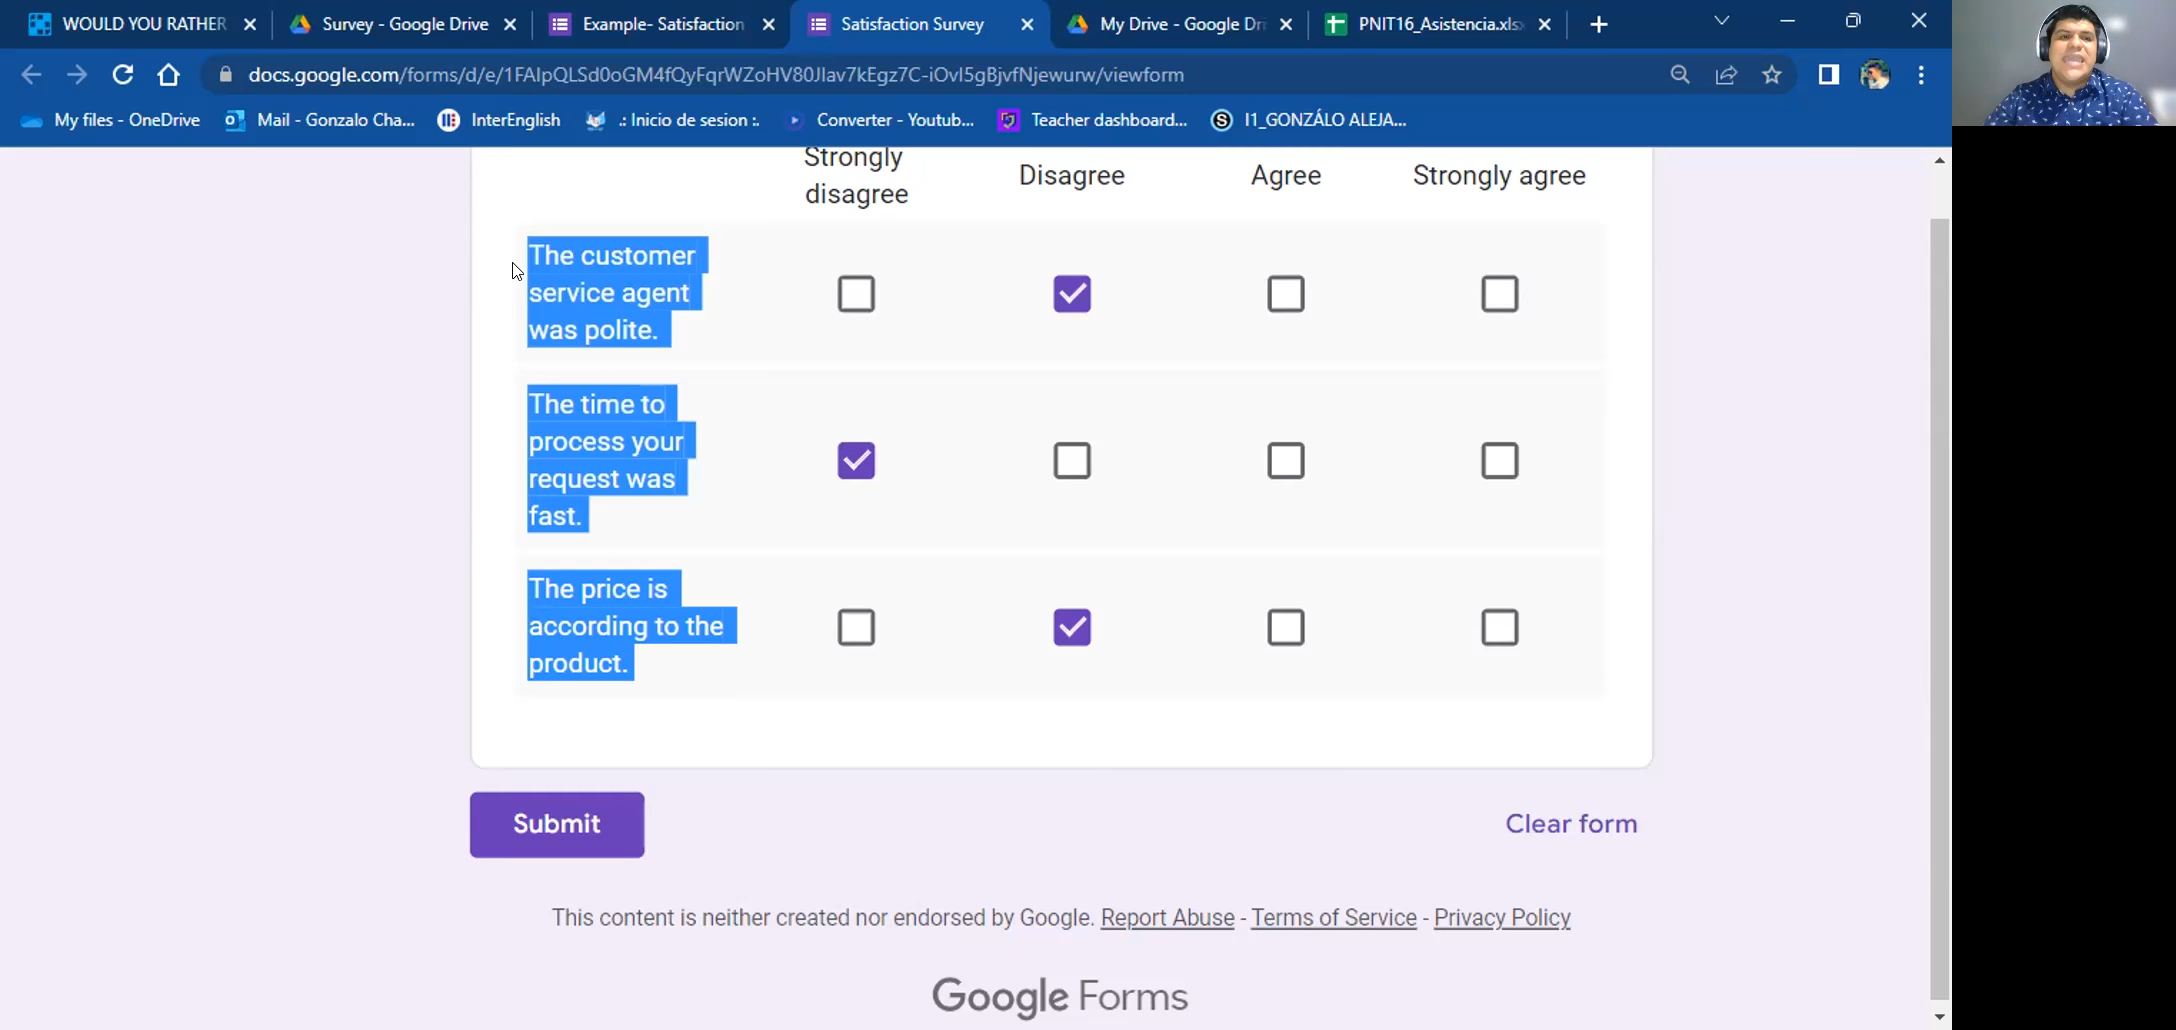 WOULD YOU RATHER
Survey - Google Drive
Example- Satisfaction
Satisfaction Survey
My Drive - Google Dri
PNIT16_Asistencia.xlsx
docs.google.com/forms/d/e/1FAIpQLSd0oGM4fQyFqrWZoHV80JIav7kEgz7C-iOvI5gBjvfNjewurw/viewform
My files - OneDrive
Mail - Gonzalo Cha...
InterEnglish
.: Inicio de sesion :.
Converter - Youtub...
Teacher dashboard...
I1_GONZÁLO ALEJA...
Strongly
disagree
Disagree
Agree
Strongly agree
The customer
service agent
was polite.
The time to
process your
request was
fast.
The price is
according to the
product.
Submit
Clear form
This content is neither created nor endorsed by Google. Report Abuse - Terms of Service - Privacy Policy
Google Forms